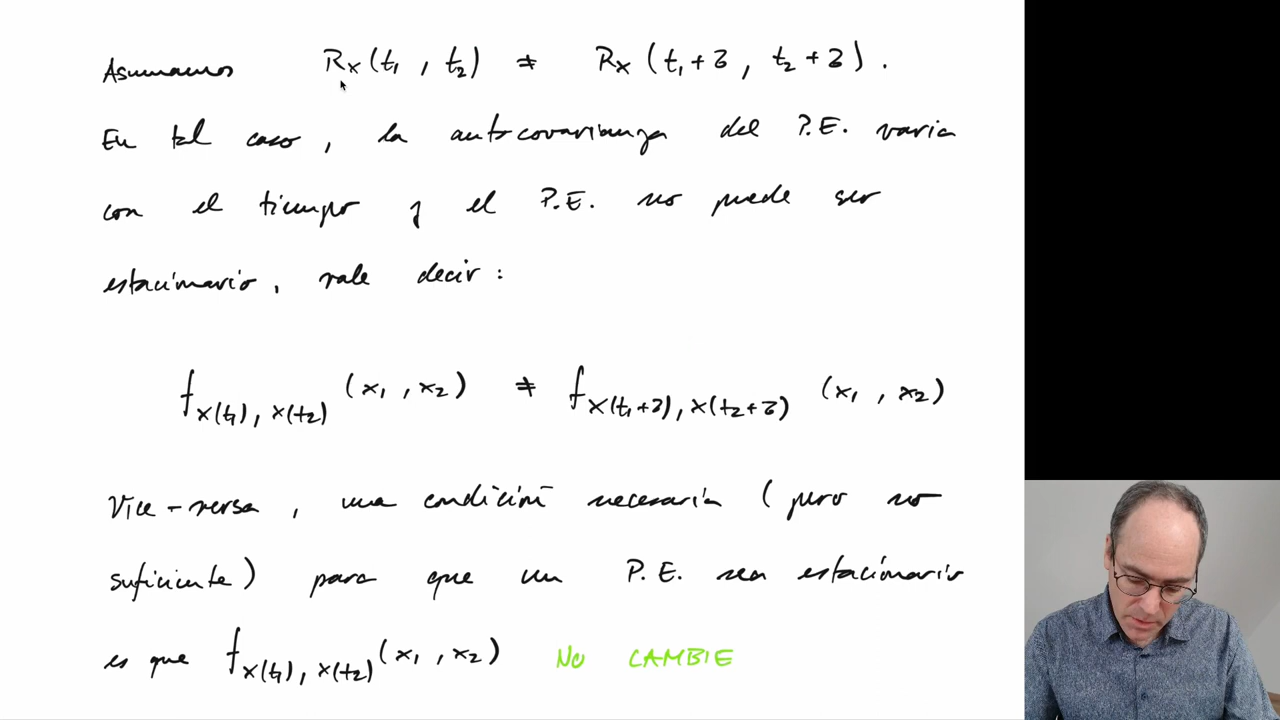 Asumamos Rx(t1, t2) ≠ Rx(t1+τ, t2+τ).
En tal caso, la autocovarianza del P.E. varia
con el tiempo y el P.E. no puede ser
estacionario, vale decir:
fX(t1), X(t2) (x1, x2) ≠ fX(t1+τ), X(t2+τ) (x1, x2)
Vice-versa, una condición necesaria (pero no
suficiente) para que un P.E. sea estacionario
es que fX(t1), X(t2) (x1, x2) NO CAMBIE